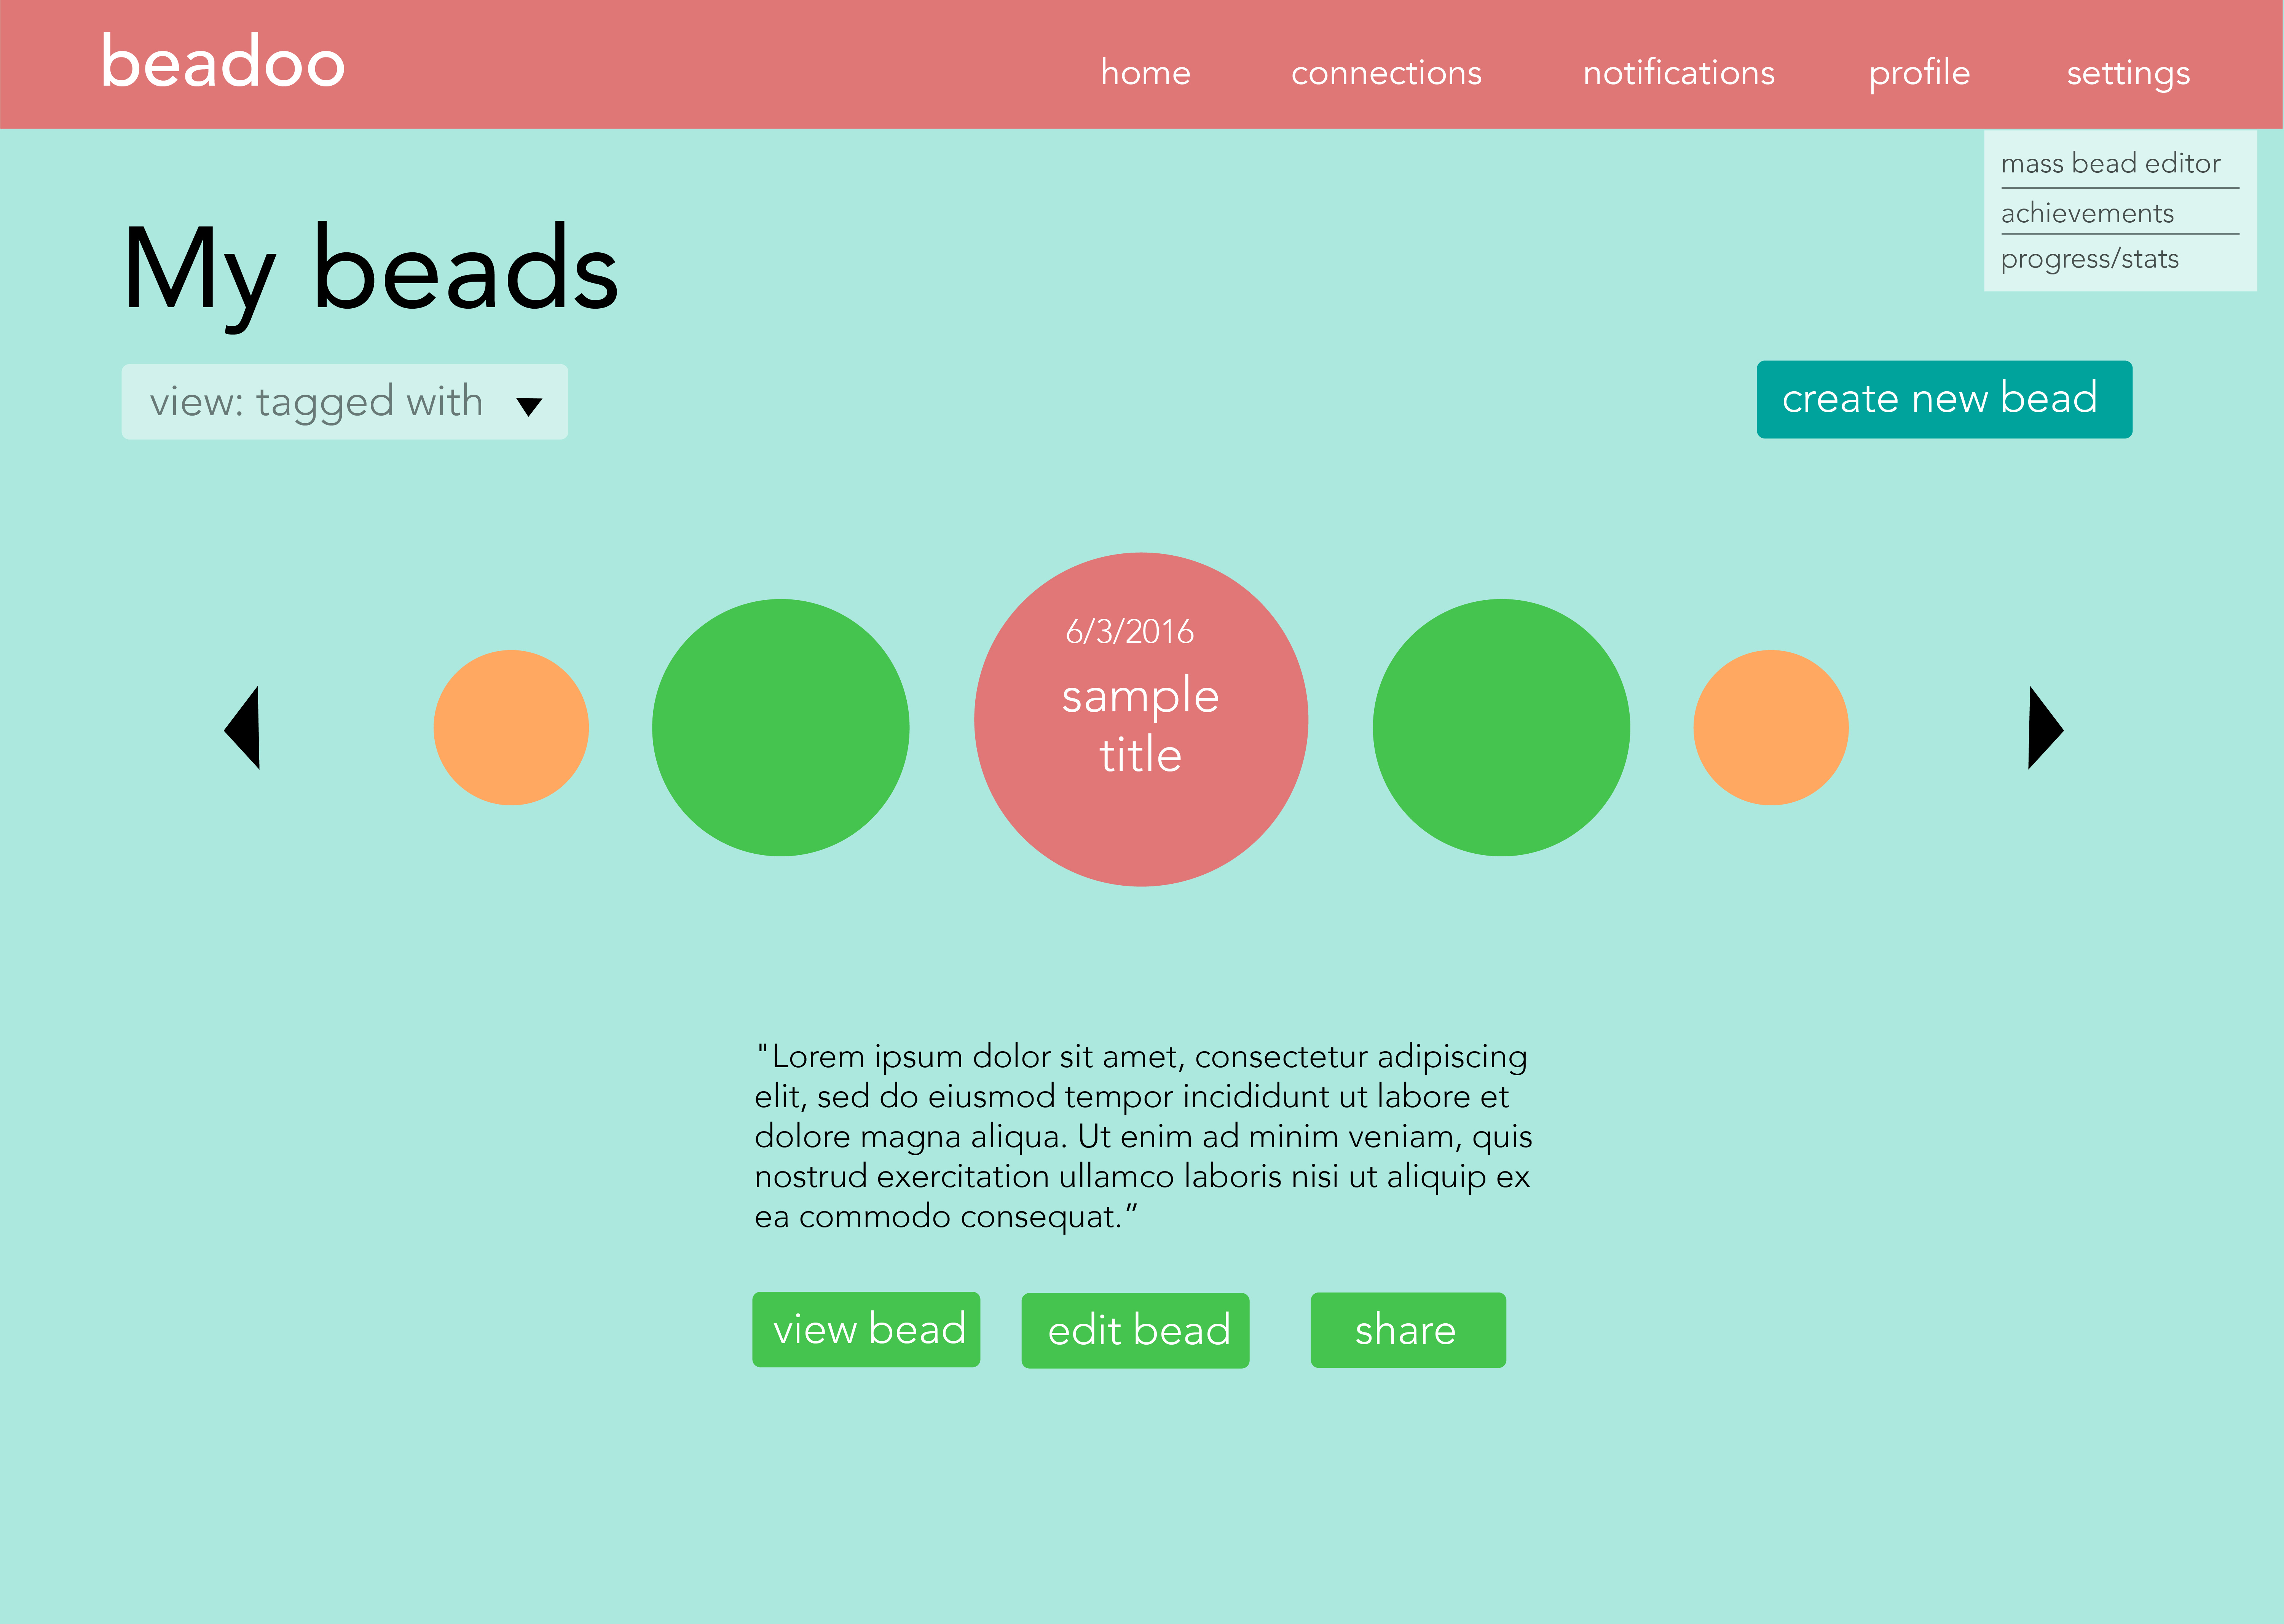 beadoo
home connections notifications profile settings
mass bead editor
achievements
progress/stats
My beads
view: tagged with
create new bead
6/3/2016
sample
title
"Lorem ipsum dolor sit amet, consectetur adipiscing
elit, sed do eiusmod tempor incididunt ut labore et
dolore magna aliqua. Ut enim ad minim veniam, quis
nostrud exercitation ullamco laboris nisi ut aliquip ex
ea commodo consequat.”
view bead edit bead share